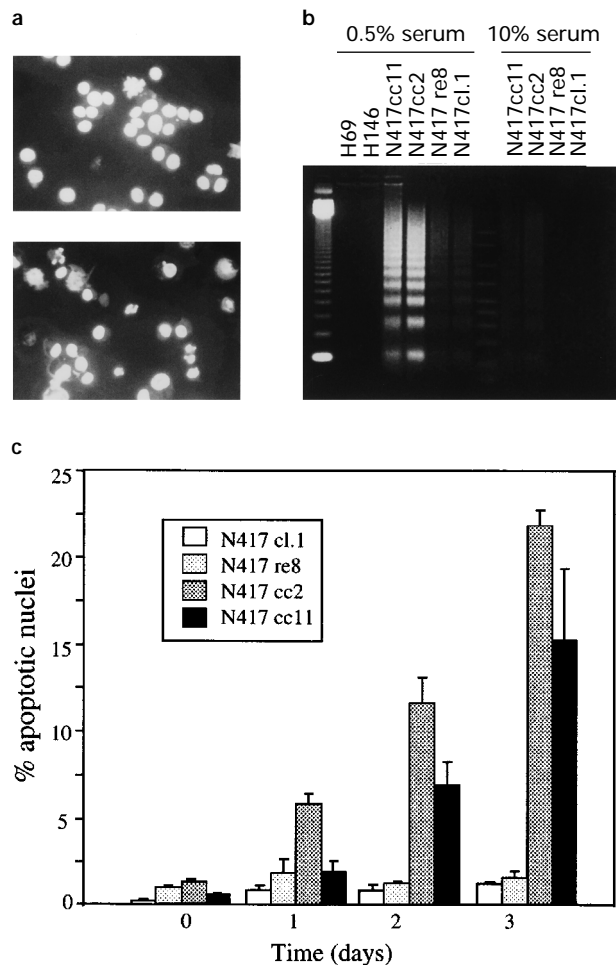 a
b
0.5% serum
10% serum
H69
H146
N417cc11
N417cc2
N417 re8
N417cl.1
N417cc11
N417cc2
N417 re8
N417cl.1
c
25
20
15
10
5
0
% apoptotic nuclei
N417 cl.1
N417 re8
N417 cc2
N417 cc11
0
1
2
3
Time (days)